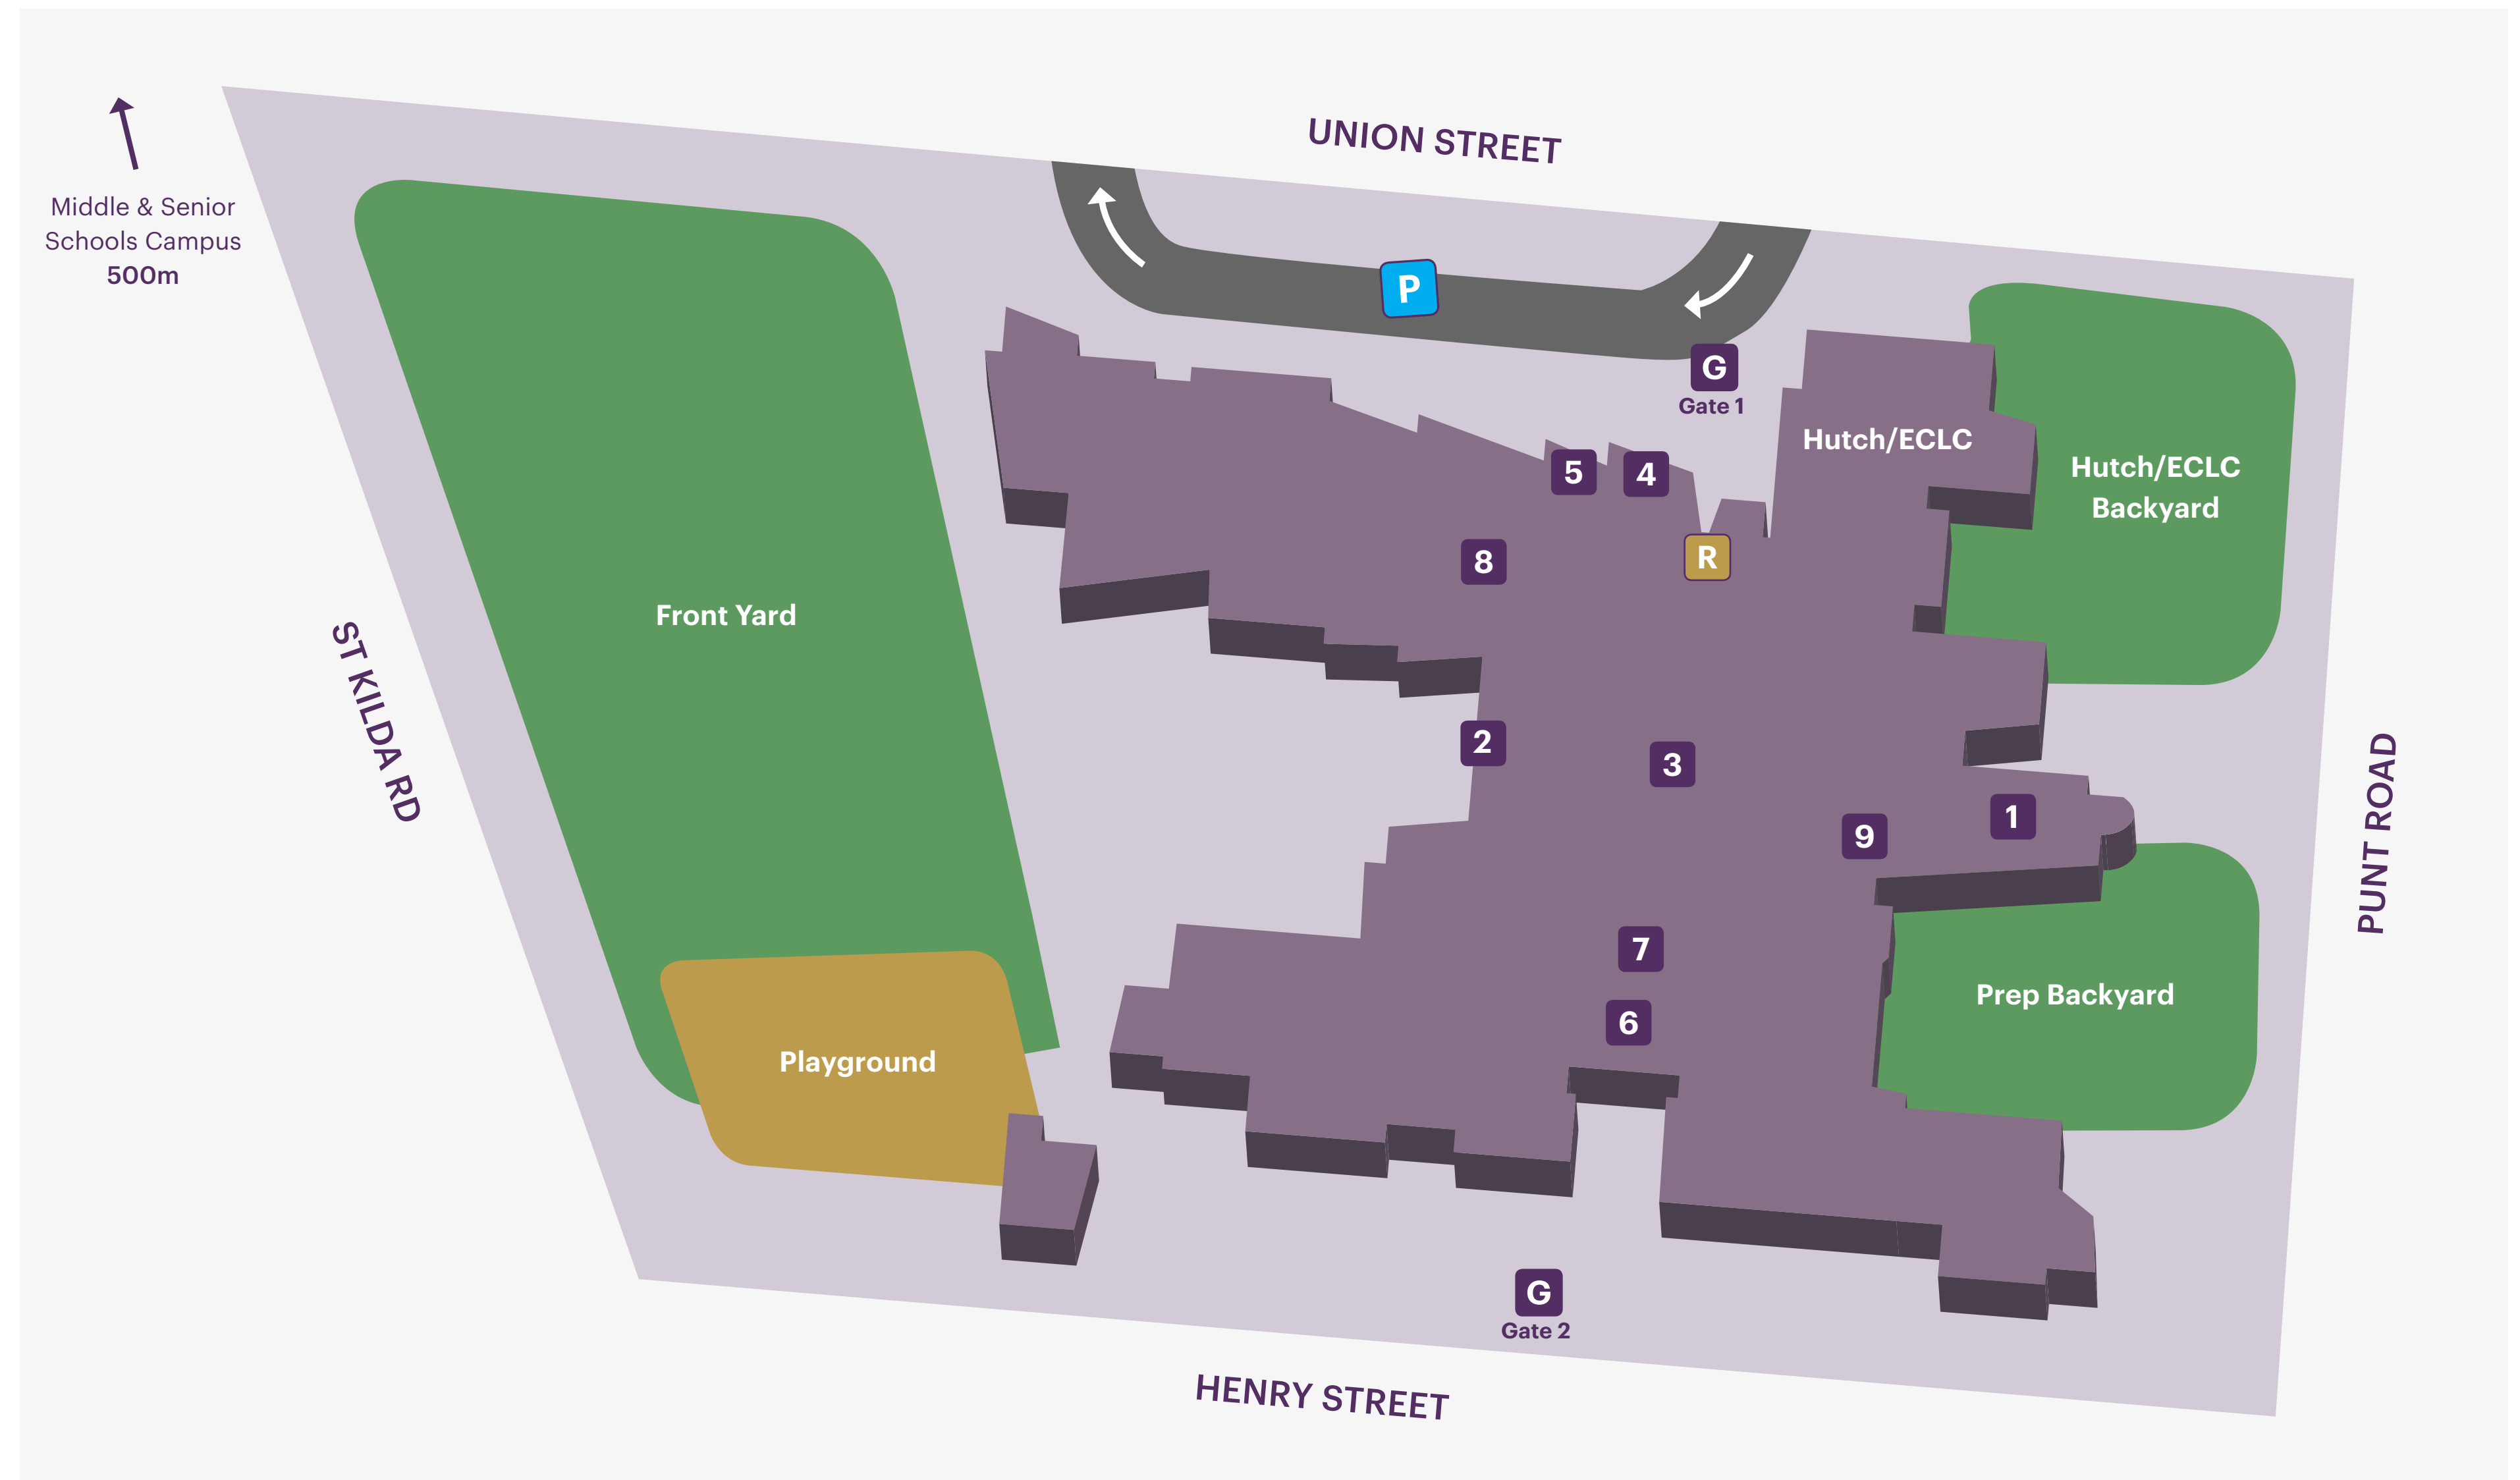 UNION STREET
Middle & Senior
Schools Campus
500m
P
G
Gate 1
Hutch/ECLC
Hutch/ECLC
Backyard
5
4
R
8
Front Yard
ST KILDA RD
2
3
1
9
PUNT ROAD
7
Prep Backyard
6
Playground
G
Gate 2
HENRY STREET